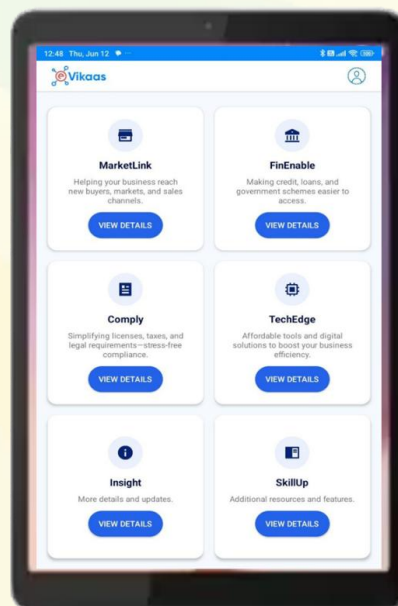 12:48 Thu, Jun 12
Vikaas
MarketLink
Helping your business reach
new buyers, markets, and sales
channels.
VIEW DETAILS
FinEnable
Making credit, loans, and
government schemes easier to
access.
VIEW DETAILS
Comply
Simplifying licenses, taxes, and
legal requirements—stress-free
compliance.
VIEW DETAILS
TechEdge
Affordable tools and digital
solutions to boost your business
efficiency.
VIEW DETAILS
Insight
More details and updates.
VIEW DETAILS
SkillUp
Additional resources and features.
VIEW DETAILS